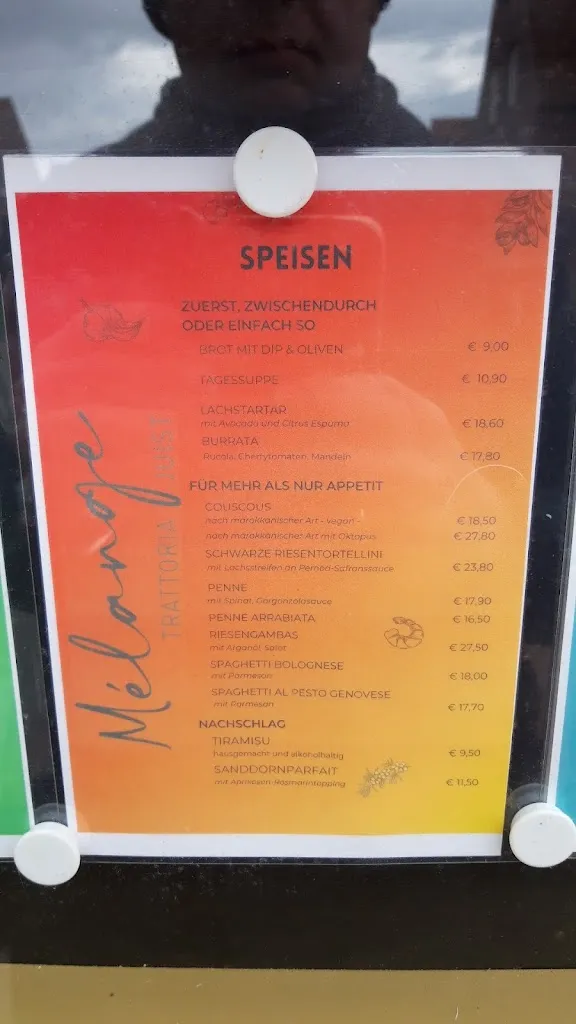 SPEISEN
ZUERST, ZWISCHENDURCH
ODER EINFACH SO
BROT MIT DIP & OLIVEN € 9,00
TAGESSUPPE € 10,90
LACHSTARTAR
mit Avocado und Citrus Espuma € 18,60
BURRATA
Rucola, Cherrytomaten, Mandeln € 17,80
FÜR MEHR ALS NUR APPETIT
COUSCOUS
nach marokkanischer Art - Vegan - € 18,50
nach marokkanischer Art mit Oktopus € 27,80
SCHWARZE RIESENTORTELLINI
mit Lachsstreifen an Pernod-Safransauce € 23,80
PENNE
mit Spinat, Gorgonzolasauce € 17,90
PENNE ARRABIATA € 16,50
RIESENGAMBAS
mit Arganöl, Salat € 27,50
SPAGHETTI BOLOGNESE
mit Parmesan € 18,00
SPAGHETTI AL PESTO GENOVESE
mit Parmesan € 17,70
NACHSCHLAG
TIRAMISU
hausgemacht und alkoholhaltig € 9,50
SANDDORNPARFAIT
mit Aprikosen-Rosmarintopping € 11,50
Mélange
TRATTORIA JUIST